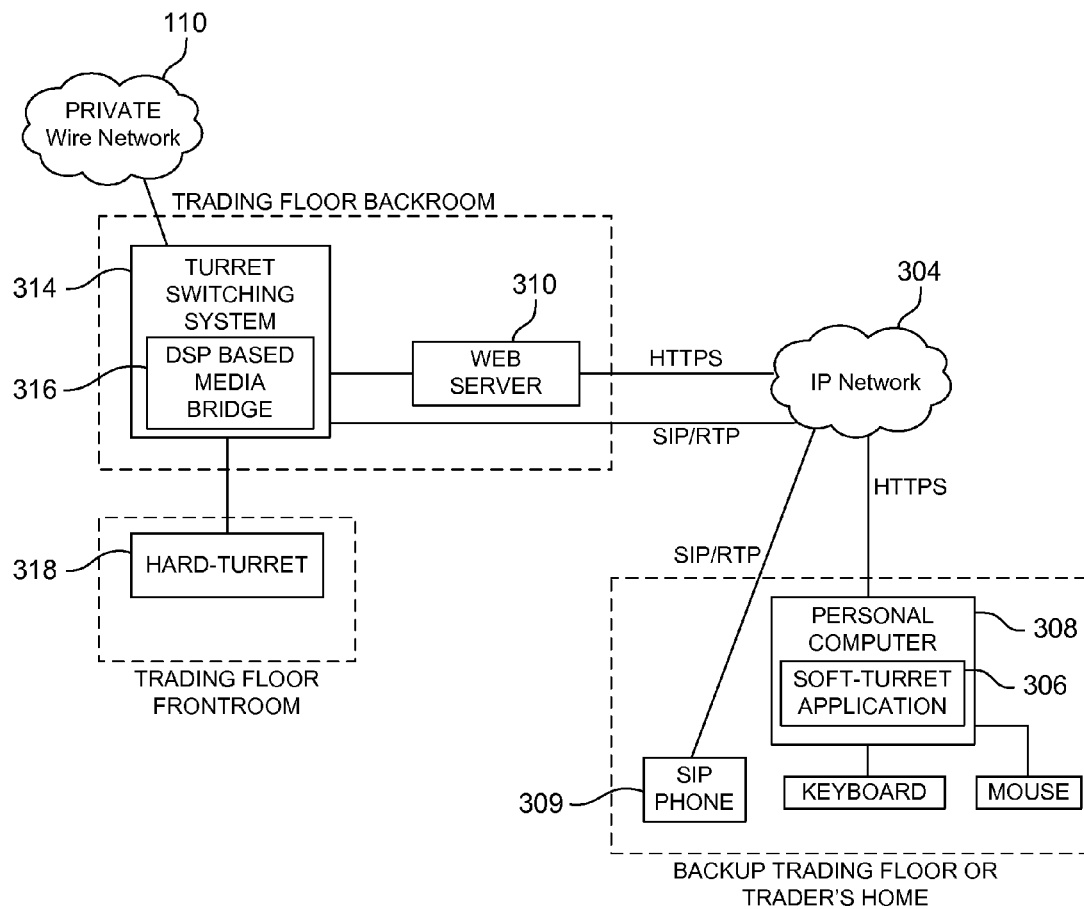 110
PRIVATE
Wire Network
TRADING FLOOR BACKROOM
314
TURRET
SWITCHING
SYSTEM
316
DSP BASED
MEDIA
BRIDGE
310
WEB
SERVER
HTTPS
SIP/RTP
304
IP Network
318
HARD-TURRET
TRADING FLOOR
FRONTROOM
HTTPS
SIP/RTP
PERSONAL
COMPUTER
308
SOFT-TURRET
APPLICATION
306
309
SIP
PHONE
KEYBOARD
MOUSE
BACKUP TRADING FLOOR OR
TRADER'S HOME